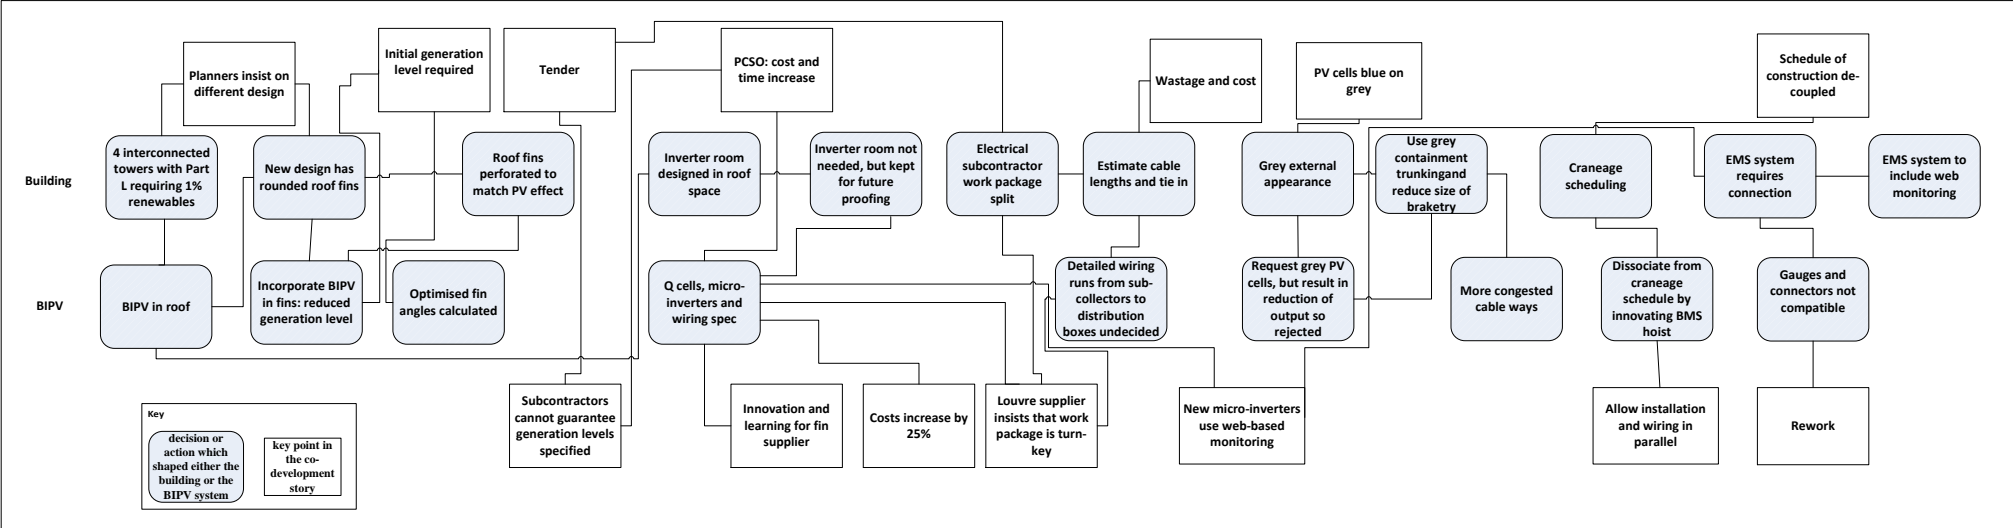 Planners insist on
different design
Initial generation
level required
Tender
PCSO: cost and
time increase
Wastage and cost
PV cells blue on
grey
Schedule of
construction de-
coupled
Building
4 interconnected
towers with Part
L requiring 1%
renewables
New design has
rounded roof fins
Roof fins
perforated to
match PV effect
Inverter room
designed in roof
space
Inverter room not
needed, but kept
for future
proofing
Electrical
subcontractor
work package
split
Estimate cable
lengths and tie in
Grey external
appearance
Use grey
containment
trunkingand
reduce size of
braketry
Craneage
scheduling
EMS system
requires
connection
EMS system to
include web
monitoring
BIPV
BIPV in roof
Incorporate BIPV
in fins: reduced
generation level
Optimised fin
angles calculated
Q cells, micro-
inverters and
wiring spec
Detailed wiring
runs from sub-
collectors to
distribution
boxes undecided
Request grey PV
cells, but result in
reduction of
output so
rejected
More congested
cable ways
Dissociate from
craneage
schedule by
innovating BMS
hoist
Gauges and
connectors not
compatible
Subcontractors
cannot guarantee
generation levels
specified
Innovation and
learning for fin
supplier
Costs increase by
25%
Louvre supplier
insists that work
package is turn-
key
New micro-inverters
use web-based
monitoring
Allow installation
and wiring in
parallel
Rework
Key
decision or
action which
shaped either the
building or the
BIPV system
key point in
the co-
development
story